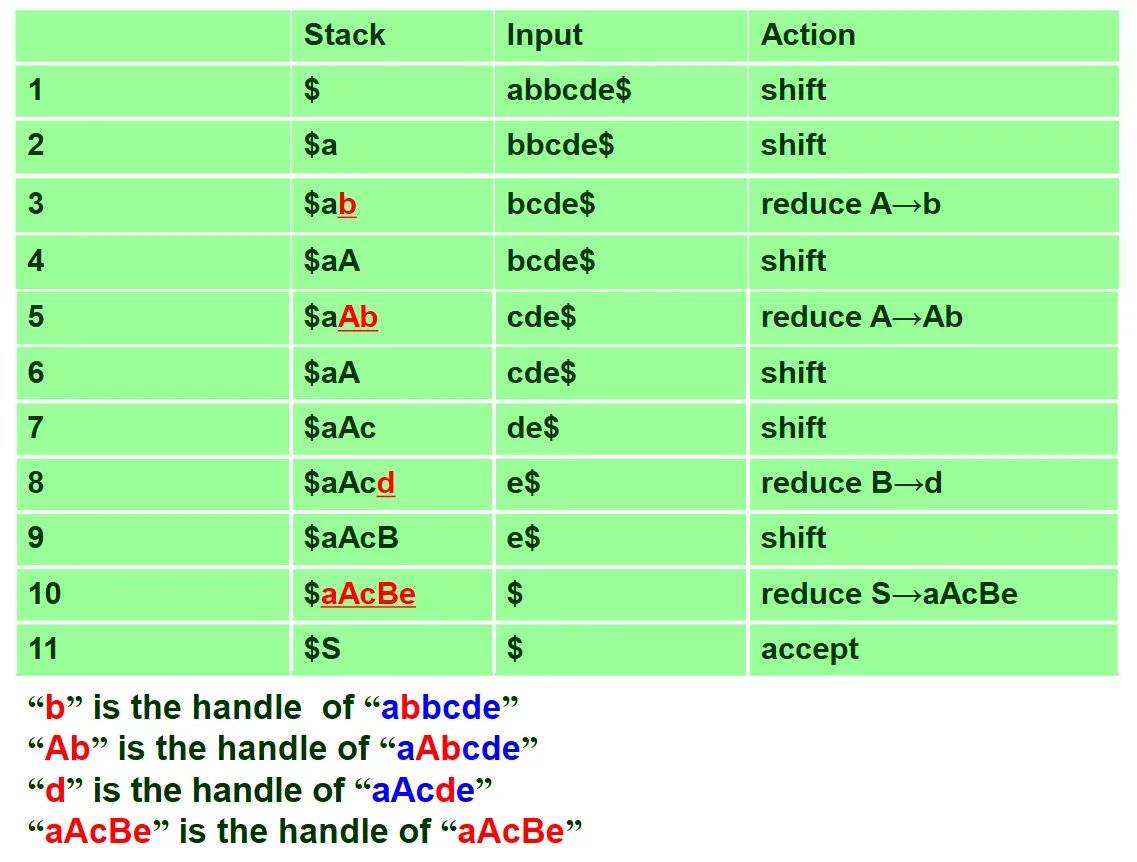 Stack Input Action
1 $ abbcde$ shift
2 $a bbcde$ shift
3 $ab bcde$ reduce A→b
4 $aA bcde$ shift
5 $aAb cde$ reduce A→Ab
6 $aA cde$ shift
7 $aAc de$ shift
8 $aAcd e$ reduce B→d
9 $aAcB e$ shift
10 $aAcBe $ reduce S→aAcBe
11 $S $ accept
“b” is the handle of “abbcde”
“Ab” is the handle of “aAbcde”
“d” is the handle of “aAcde”
“aAcBe” is the handle of “aAcBe”